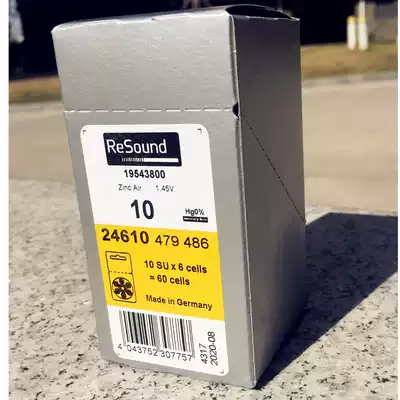 ReSound
19543800
Zinc Air 1,45V
10
Hg0%
24610 479 486
10 SU x 6 cells
= 60 cells
Made in Germany
4 043752 307757
4317
2020-08